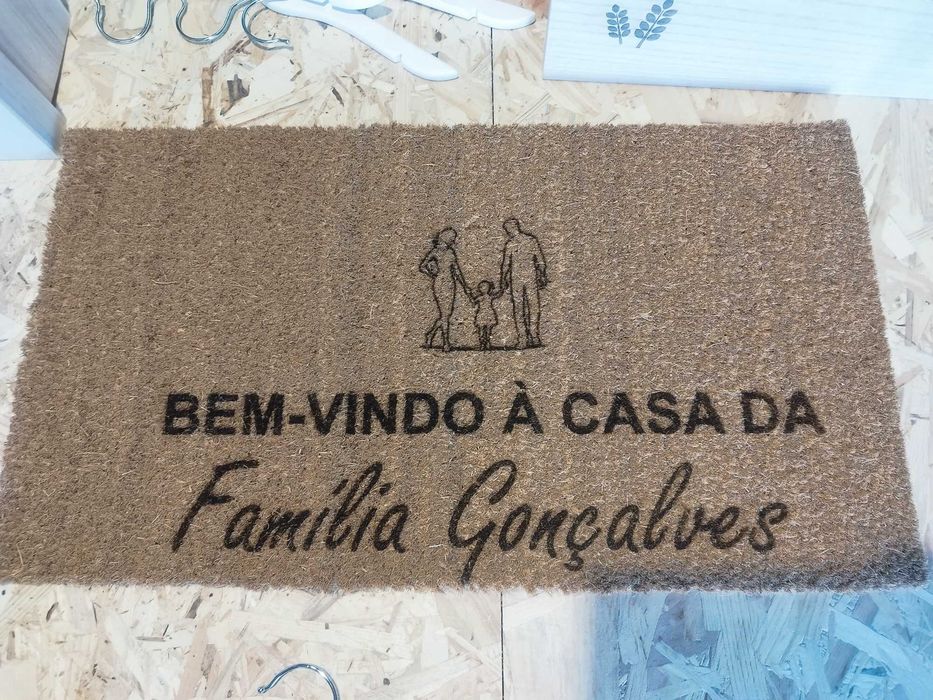 BEM-VINDO À CASA DA
Família Gonçalves